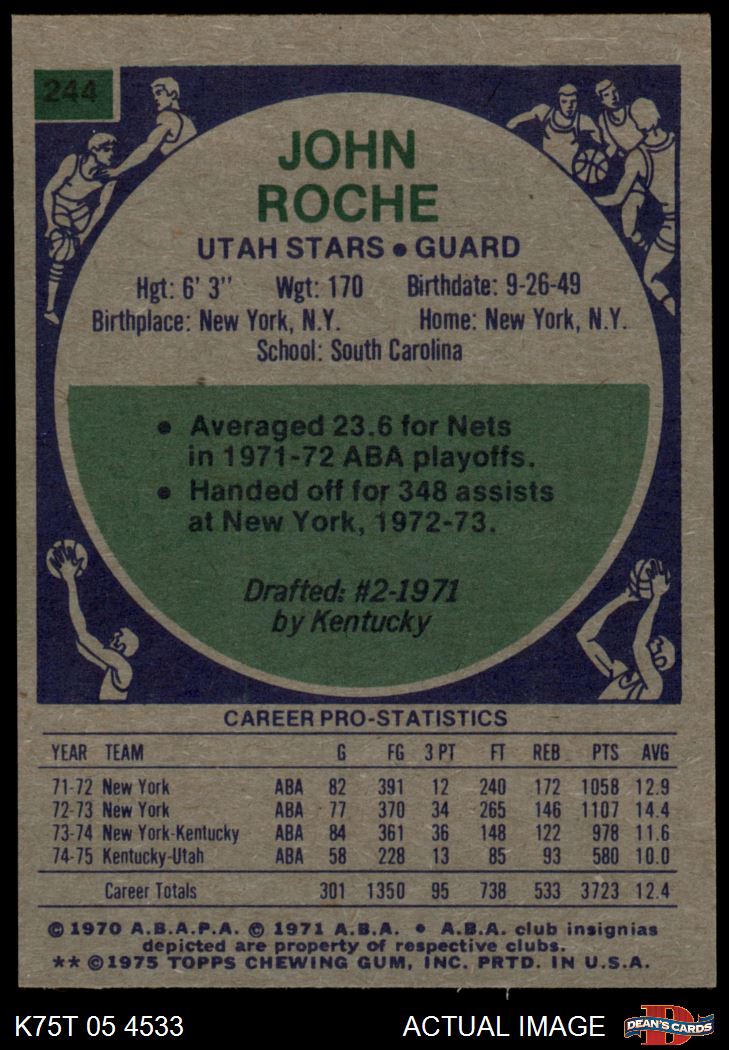 244
JOHN
ROCHE
UTAH STARS • GUARD
Hgt: 6' 3" Wgt: 170 Birthdate: 9-26-49
Birthplace: New York, N.Y. Home: New York, N.Y.
School: South Carolina
• Averaged 23.6 for Nets
in 1971-72 ABA playoffs.
• Handed off for 348 assists
at New York, 1972-73.
Drafted: #2-1971
by Kentucky
CAREER PRO-STATISTICS
YEAR TEAM G FG 3 PT FT REB PTS AVG
71-72 New York ABA 82 391 12 240 172 1058 12.9
72-73 New York ABA 77 370 34 265 146 1107 14.4
73-74 New York-Kentucky ABA 84 361 36 148 122 978 11.6
74-75 Kentucky-Utah ABA 58 228 13 85 93 580 10.0
Career Totals 301 1350 95 738 533 3723 12.4
© 1970 A.B.A.P.A. © 1971 A.B.A. • A.B.A. club insignias
depicted are property of respective clubs.
** © 1975 TOPPS CHEWING GUM, INC. PRTD. IN U.S.A.
K75T 05 4533 ACTUAL IMAGE D DEAN'S CARDS